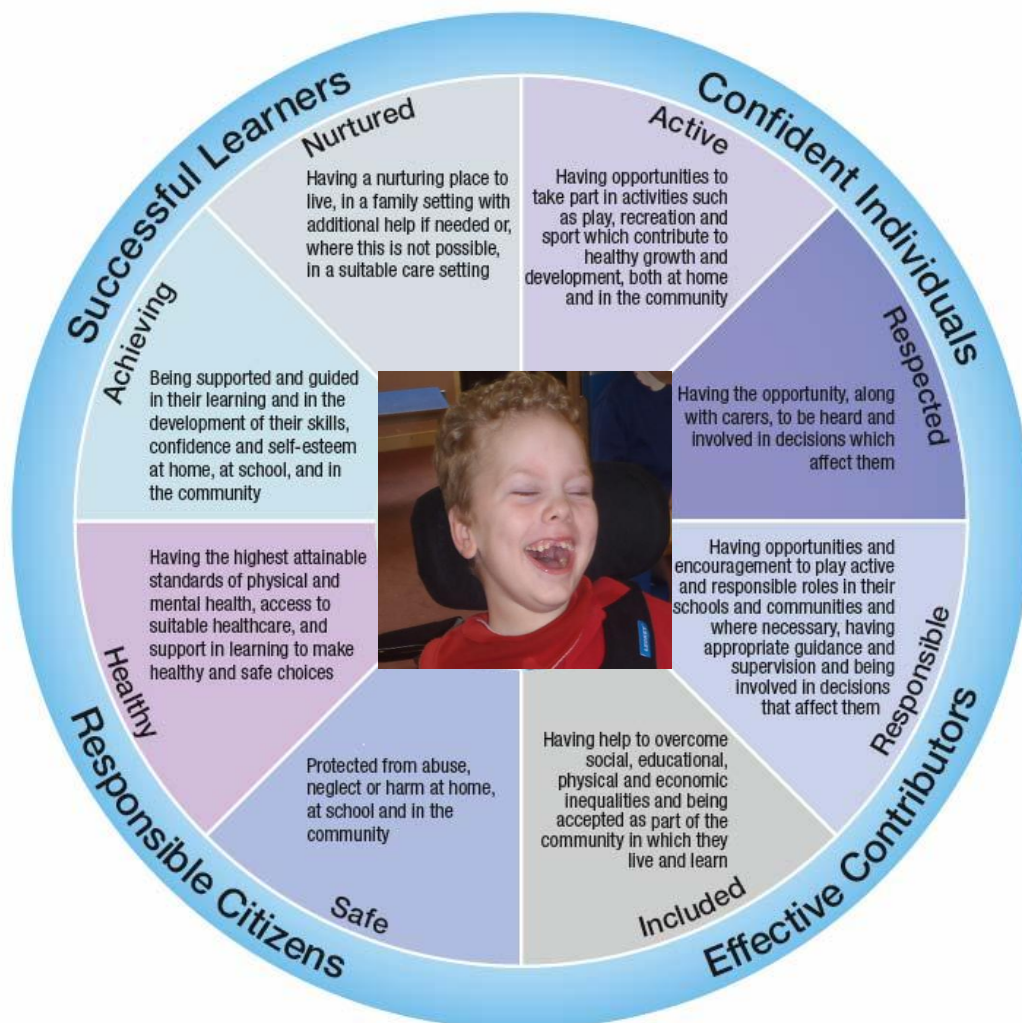 Successful Learners
Confident Individuals
Nurtured
Having a nurturing place to
live, in a family setting with
additional help if needed or,
where this is not possible,
in a suitable care setting
Active
Having opportunities to
take part in activities such
as play, recreation and
sport which contribute to
healthy growth and
development, both at home
and in the community
Achieving
Being supported and guided
in their learning and in the
development of their skills,
confidence and self-esteem
at home, at school, and in
the community
Respected
Having the opportunity, along
with carers, to be heard and
involved in decisions which
affect them
Healthy
Having the highest attainable
standards of physical and
mental health, access to
suitable healthcare, and
support in learning to make
healthy and safe choices
Responsible
Having opportunities and
encouragement to play active
and responsible roles in their
schools and communities and
where necessary, having
appropriate guidance and
supervision and being
involved in decisions
that affect them
Safe
Protected from abuse,
neglect or harm at home,
at school and in the
community
Included
Having help to overcome
social, educational,
physical and economic
inequalities and being
accepted as part of the
community in which they
live and learn
Responsible Citizens
Effective Contributors